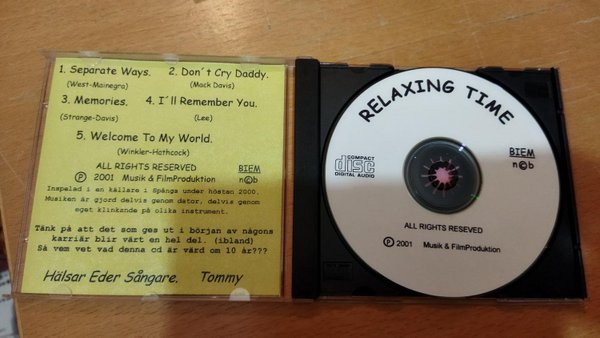 1. Separate Ways. 2. Don´t Cry Daddy.
(West-Mainegra) (Mack Davis)
3. Memories. 4. I´ll Remember You.
(Strange-Davis) (Lee)
5. Welcome To My World.
(Winkler-Hathcock)
ALL RIGHTS RESERVED BIEM
Ⓟ 2001 Musik & FilmProduktion n©b
Inspelad i en källare i Spånga under hösten 2000.
Musiken är gjord delvis genom dator, delvis genom
eget klinkande på olika instrument.
Tänk på att det som ges ut i början av någons
karriär blir värt en hel del. (ibland)
Så vem vet vad denna cd är värd om 10 år???
Hälsar Eder Sångare. Tommy
RELAXING TIME
COMPACT
disc
DIGITAL AUDIO
BIEM
n©b
ALL RIGHTS RESEVED
Ⓟ 2001 Musik & FilmProduktion